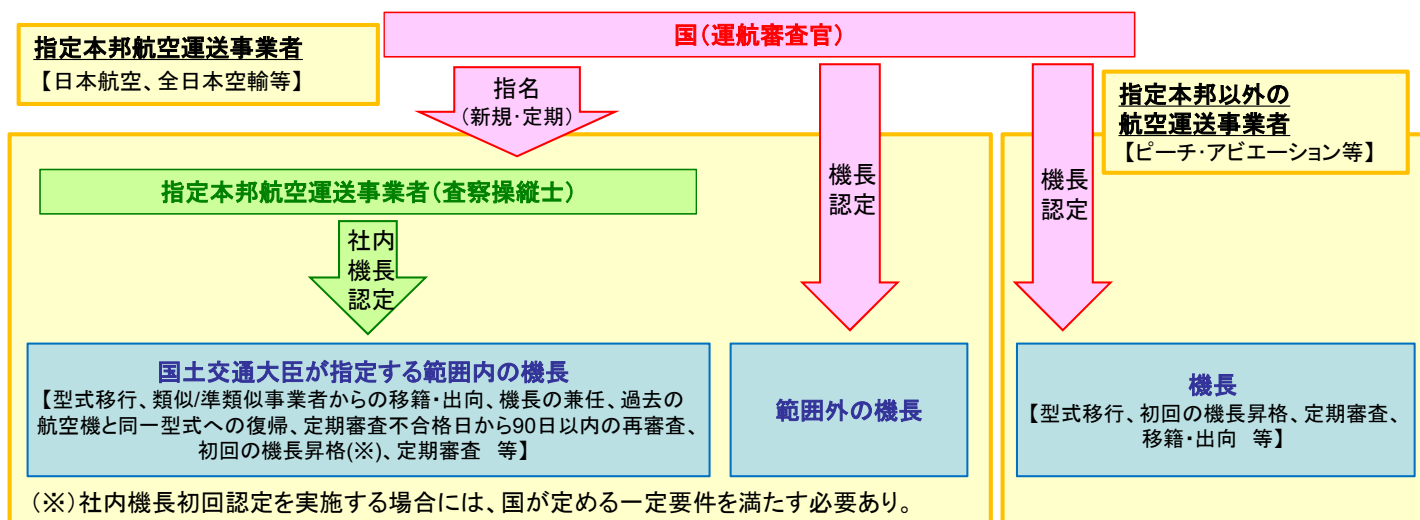 国(運航審査官)
指定本邦航空運送事業者
【日本航空、全日本空輸等】
指名
(新規・定期)
機長
認定
機長
認定
指定本邦以外の
航空運送事業者
【ピーチ・アビエーション等】
指定本邦航空運送事業者(査察操縦士)
社内
機長
認定
国土交通大臣が指定する範囲内の機長
【型式移行、類似/準類似事業者からの移籍・出向、機長の兼任、過去の
航空機と同一型式への復帰、定期審査不合格日から90日以内の再審査、
初回の機長昇格(※)、定期審査 等】
範囲外の機長
機長
【型式移行、初回の機長昇格、定期審査、
移籍・出向 等】
(※)社内機長初回認定を実施する場合には、国が定める一定要件を満たす必要あり。